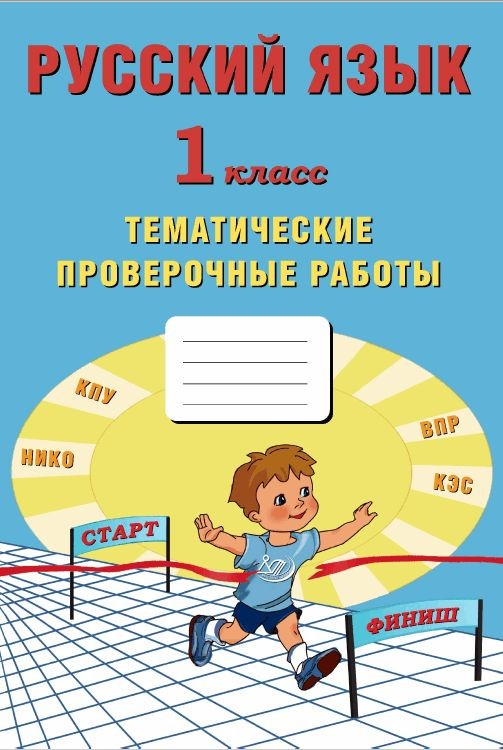 РУССКИЙ ЯЗЫК
1 класс
ТЕМАТИЧЕСКИЕ
ПРОВЕРОЧНЫЕ РАБОТЫ
КПУ
НИКО
ВПР
КЭС
СТАРТ
ФИНИШ